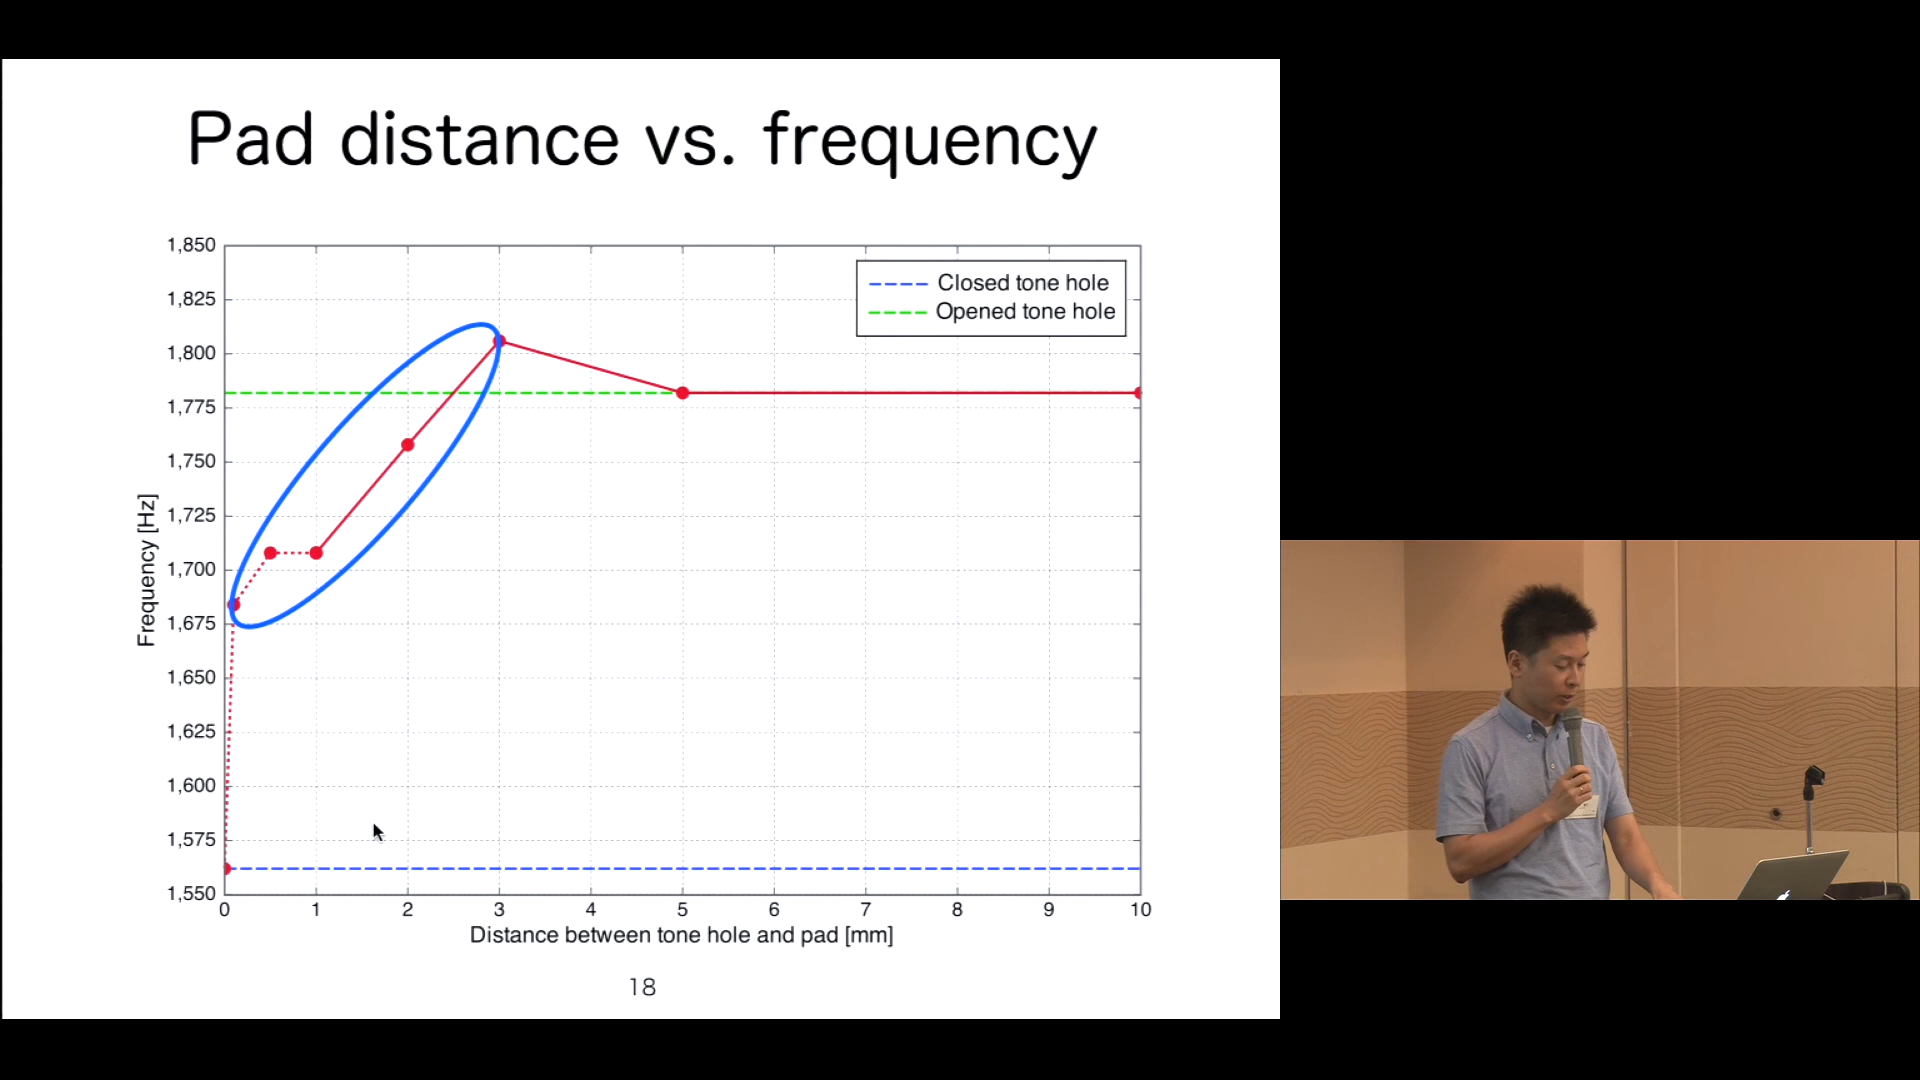 Pad distance vs. frequency
1,850
1,825
1,800
1,775
1,750
1,725
1,700
1,675
1,650
1,625
1,600
1,575
1,550
Frequency [Hz]
Closed tone hole
Opened tone hole
0 1 2 3 4 5 6 7 8 9 10
Distance between tone hole and pad [mm]
18